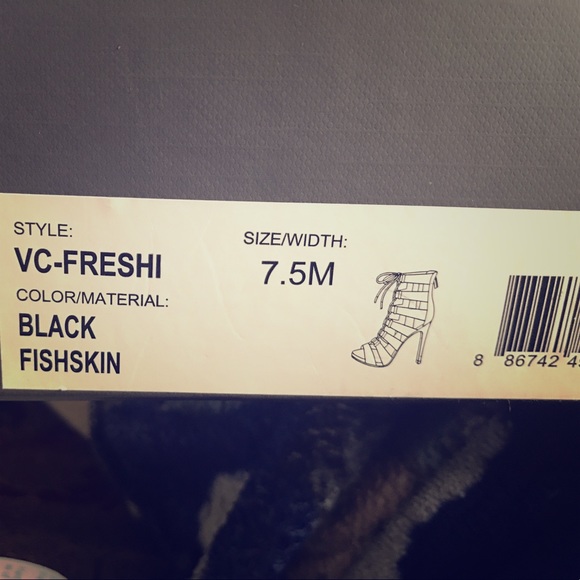 STYLE:
VC-FRESHI
COLOR/MATERIAL:
BLACK
FISHSKIN
SIZE/WIDTH:
7.5M
8 86742